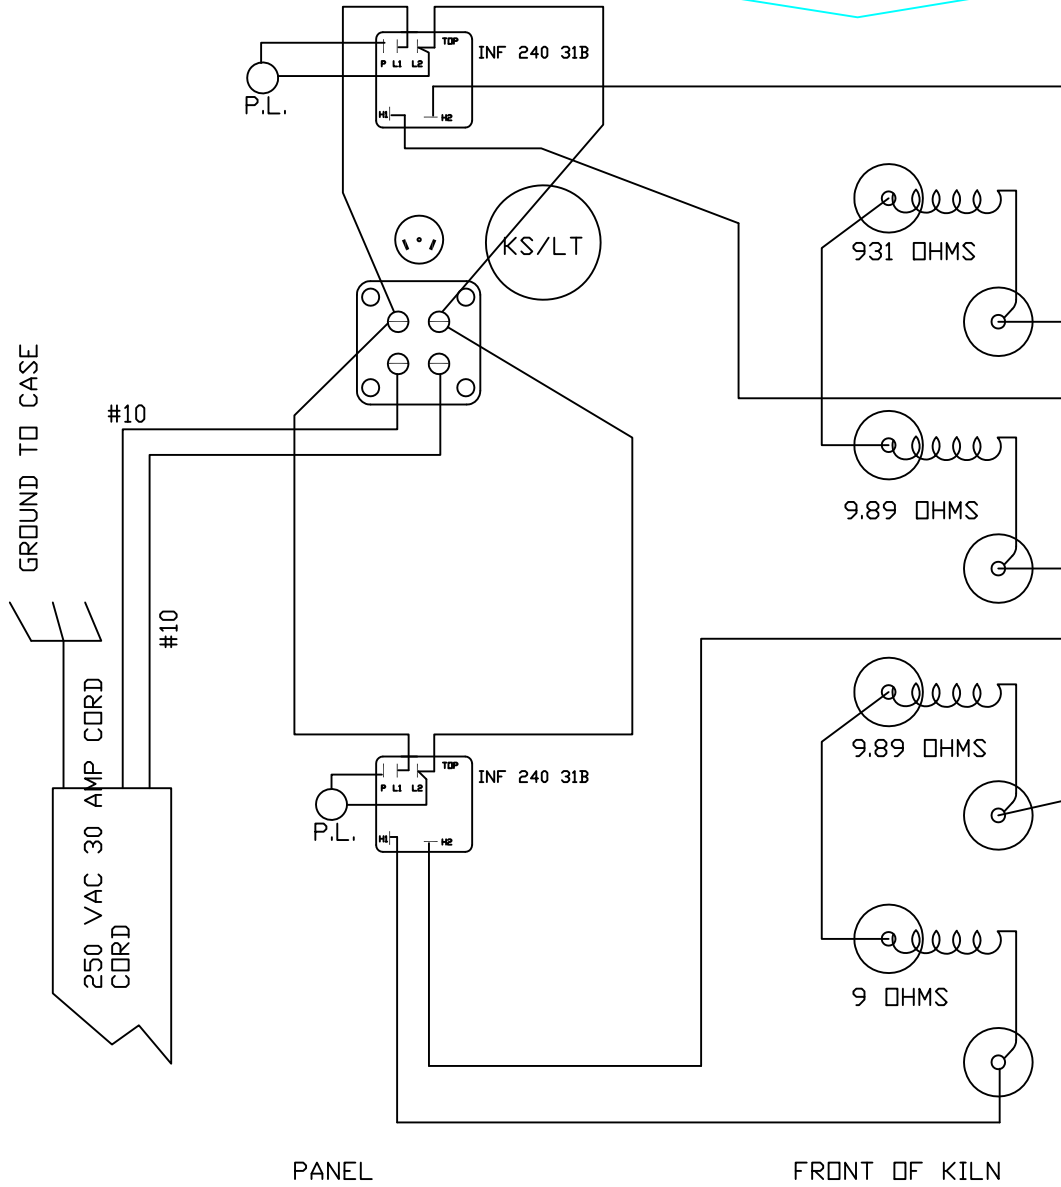 TOP
INF 240 31B
P L1 L2
P.L.
H1 H2
KS/LT
931 OHMS
GROUND TO CASE
#10
9.89 OHMS
#10
9.89 OHMS
250 VAC 30 AMP CORD
CORD
TOP
INF 240 31B
P L1 L2
P.L.
H1 H2
9 OHMS
PANEL
FRONT OF KILN